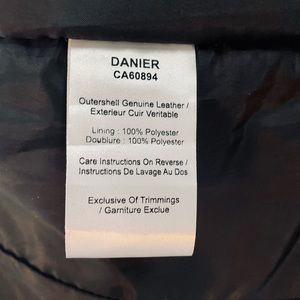 DANIER
CA60894
Outershell Genuine Leather /
Exterieur Cuir Veritable
Lining : 100% Polyester
Doublure : 100% Polyester
Care Instructions On Reverse /
Instructions De Lavage Au Dos
Exclusive Of Trimmings
/ Garniture Exclue